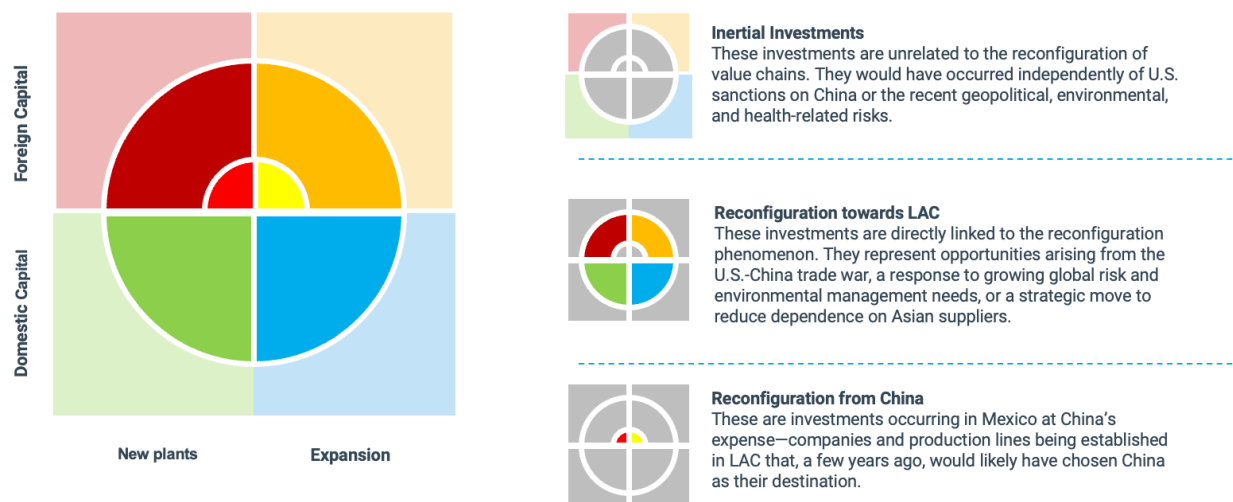 Foreign Capital
Domestic Capital
New plants
Expansion
Inertial Investments
These investments are unrelated to the reconfiguration of
value chains. They would have occurred independently of U.S.
sanctions on China or the recent geopolitical, environmental,
and health-related risks.
Reconfiguration towards LAC
These investments are directly linked to the reconfiguration
phenomenon. They represent opportunities arising from the
U.S.-China trade war, a response to growing global risk and
environmental management needs, or a strategic move to
reduce dependence on Asian suppliers.
Reconfiguration from China
These are investments occurring in Mexico at China’s
expense—companies and production lines being established
in LAC that, a few years ago, would likely have chosen China
as their destination.